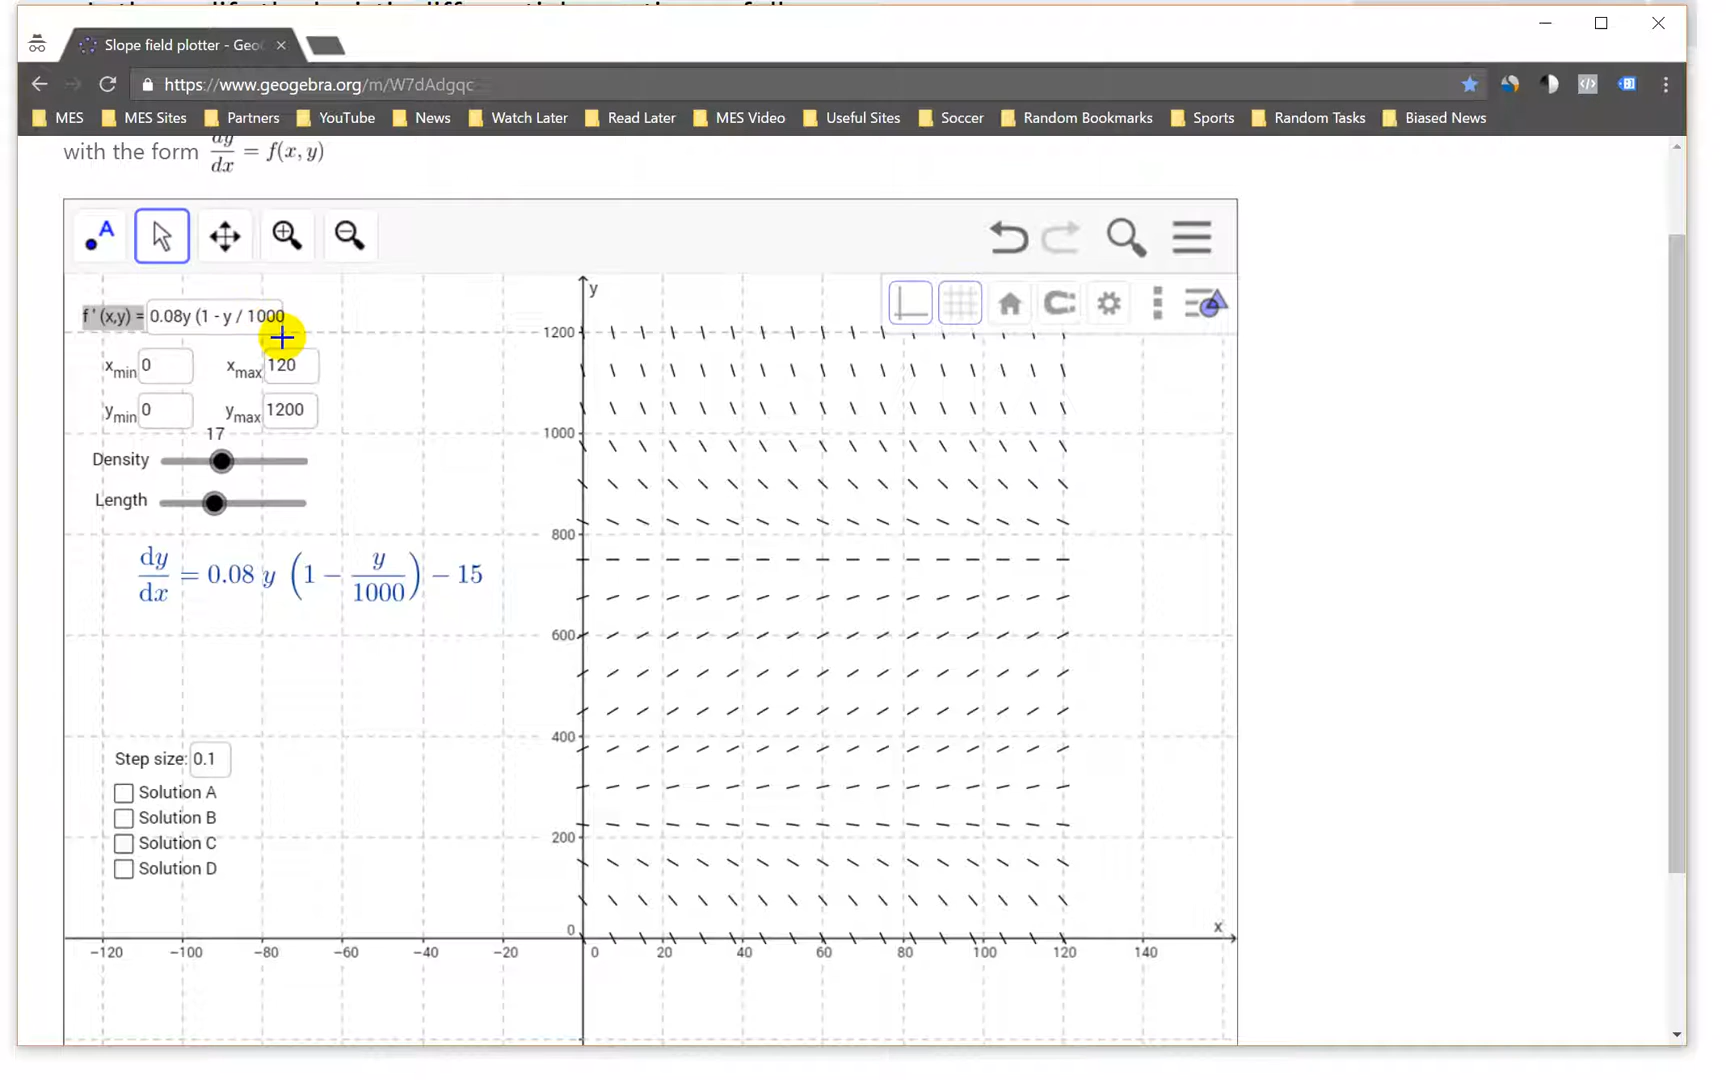 Slope field plotter - Geo
https://www.geogebra.org/m/W7dAdgqc
MES MES Sites Partners YouTube News Watch Later Read Later MES Video Useful Sites Soccer Random Bookmarks Sports Random Tasks Biased News
with the form dy/dx = f(x, y)
A
f ' (x,y) = 0.08y (1 - y / 1000
xmin 0 xmax 120
ymin 0 ymax 1200
17
Density
Length
dy/dx = 0.08 y (1 − y/1000) − 15
Step size: 0.1
Solution A
Solution B
Solution C
Solution D
y
1200
1000
800
600
400
200
0
x
−120 −100 −80 −60 −40 −20 0 20 40 60 80 100 120 140